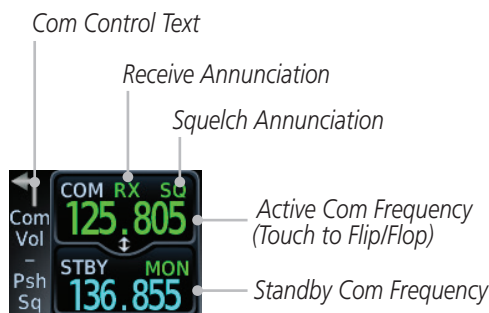 Com Control Text
Receive Annunciation
Squelch Annunciation
COM RX SQ
125.805
Com
Vol
–
Psh
Sq
STBY MON
136.855
Active Com Frequency
(Touch to Flip/Flop)
Standby Com Frequency